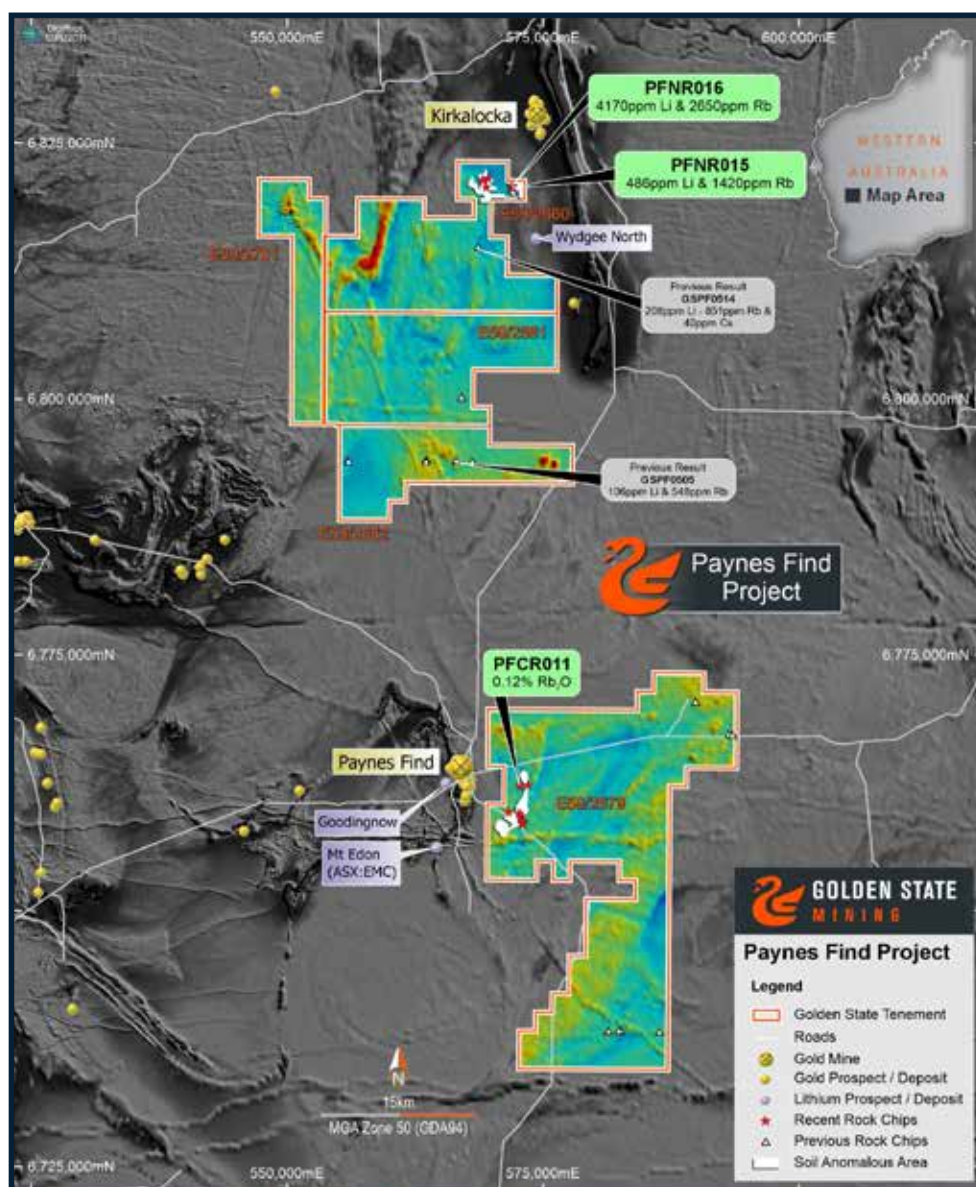 550,000mE
575,000mE
600,000mE
PFNR016
4170ppm Li & 2650ppm Rb
Kirkalocka
6,825,000mN
PFNR015
486ppm Li & 1420ppm Rb
WESTERN
AUSTRALIA
Map Area
Wydgee North
Previous Result
GSPF0514
208ppm Li - 851ppm Rb &
40ppm Cs
6,800,000mN
6,800,000mN
Previous Result
GSPF0505
106ppm Li & 548ppm Rb
Paynes Find
Project
6,775,000mN
6,775,000mN
PFCR011
0.12% Rb₂O
Paynes Find
E59/2679
Goodingnow
Mt Edon
(ASX:EMC)
GOLDEN STATE
MINING
Paynes Find Project
Legend
Golden State Tenement
Roads
Gold Mine
Gold Prospect / Deposit
Lithium Prospect / Deposit
Recent Rock Chips
Previous Rock Chips
Soil Anomalous Area
N
15km
MGA Zone 50 (GDA94)
6,725,000mN
550,000mE
575,000mE